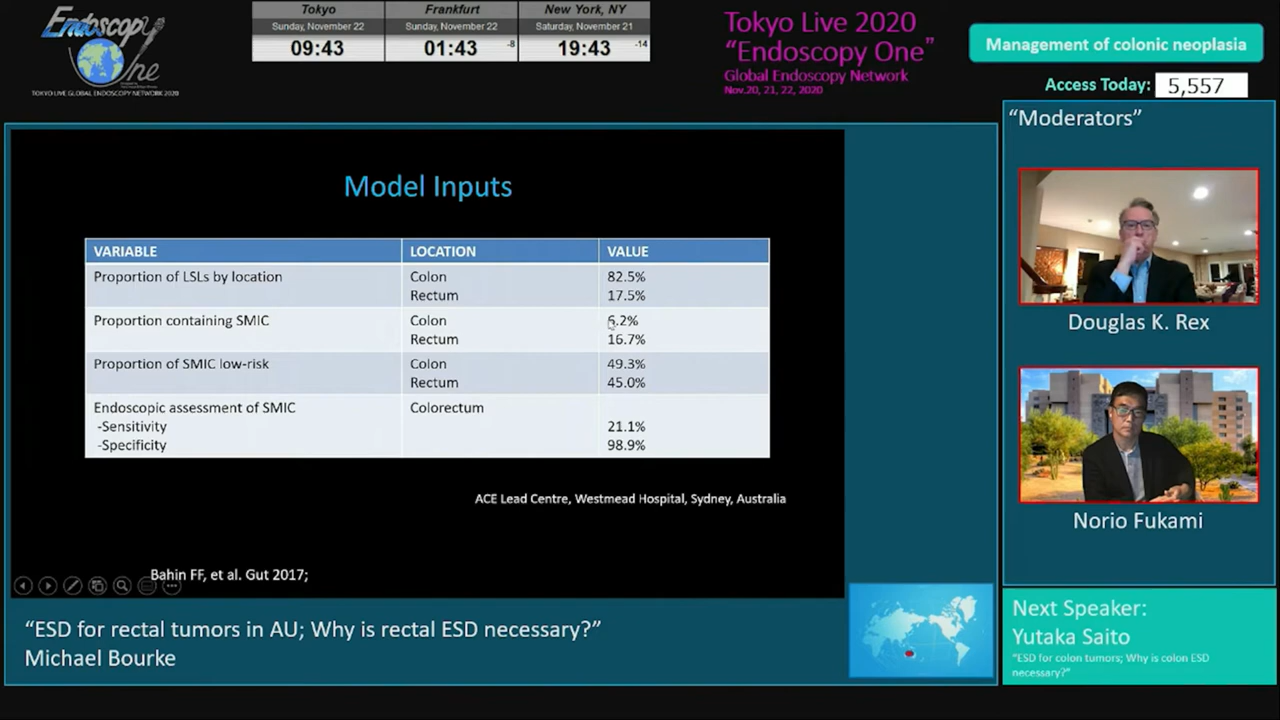 Endoscopy
One
TOKYO LIVE GLOBAL ENDOSCOPY NETWORK 2020
Tokyo
Sunday, November 22
09:43
Frankfurt
Sunday, November 22
01:43 -8
New York, NY
Saturday, November 21
19:43 -14
Tokyo Live 2020
“Endoscopy One”
Global Endoscopy Network
Nov.20, 21, 22, 2020
Management of colonic neoplasia
Access Today: 5,557
Model Inputs
VARIABLE LOCATION VALUE
Proportion of LSLs by location Colon 82.5%
Rectum 17.5%
Proportion containing SMIC Colon 6.2%
Rectum 16.7%
Proportion of SMIC low-risk Colon 49.3%
Rectum 45.0%
Endoscopic assessment of SMIC Colorectum
-Sensitivity 21.1%
-Specificity 98.9%
ACE Lead Centre, Westmead Hospital, Sydney, Australia
Bahin FF, et al. Gut 2017;
“ESD for rectal tumors in AU; Why is rectal ESD necessary?”
Michael Bourke
“Moderators”
Douglas K. Rex
Norio Fukami
Next Speaker:
Yutaka Saito
“ESD for colon tumors; Why is colon ESD
necessary?”